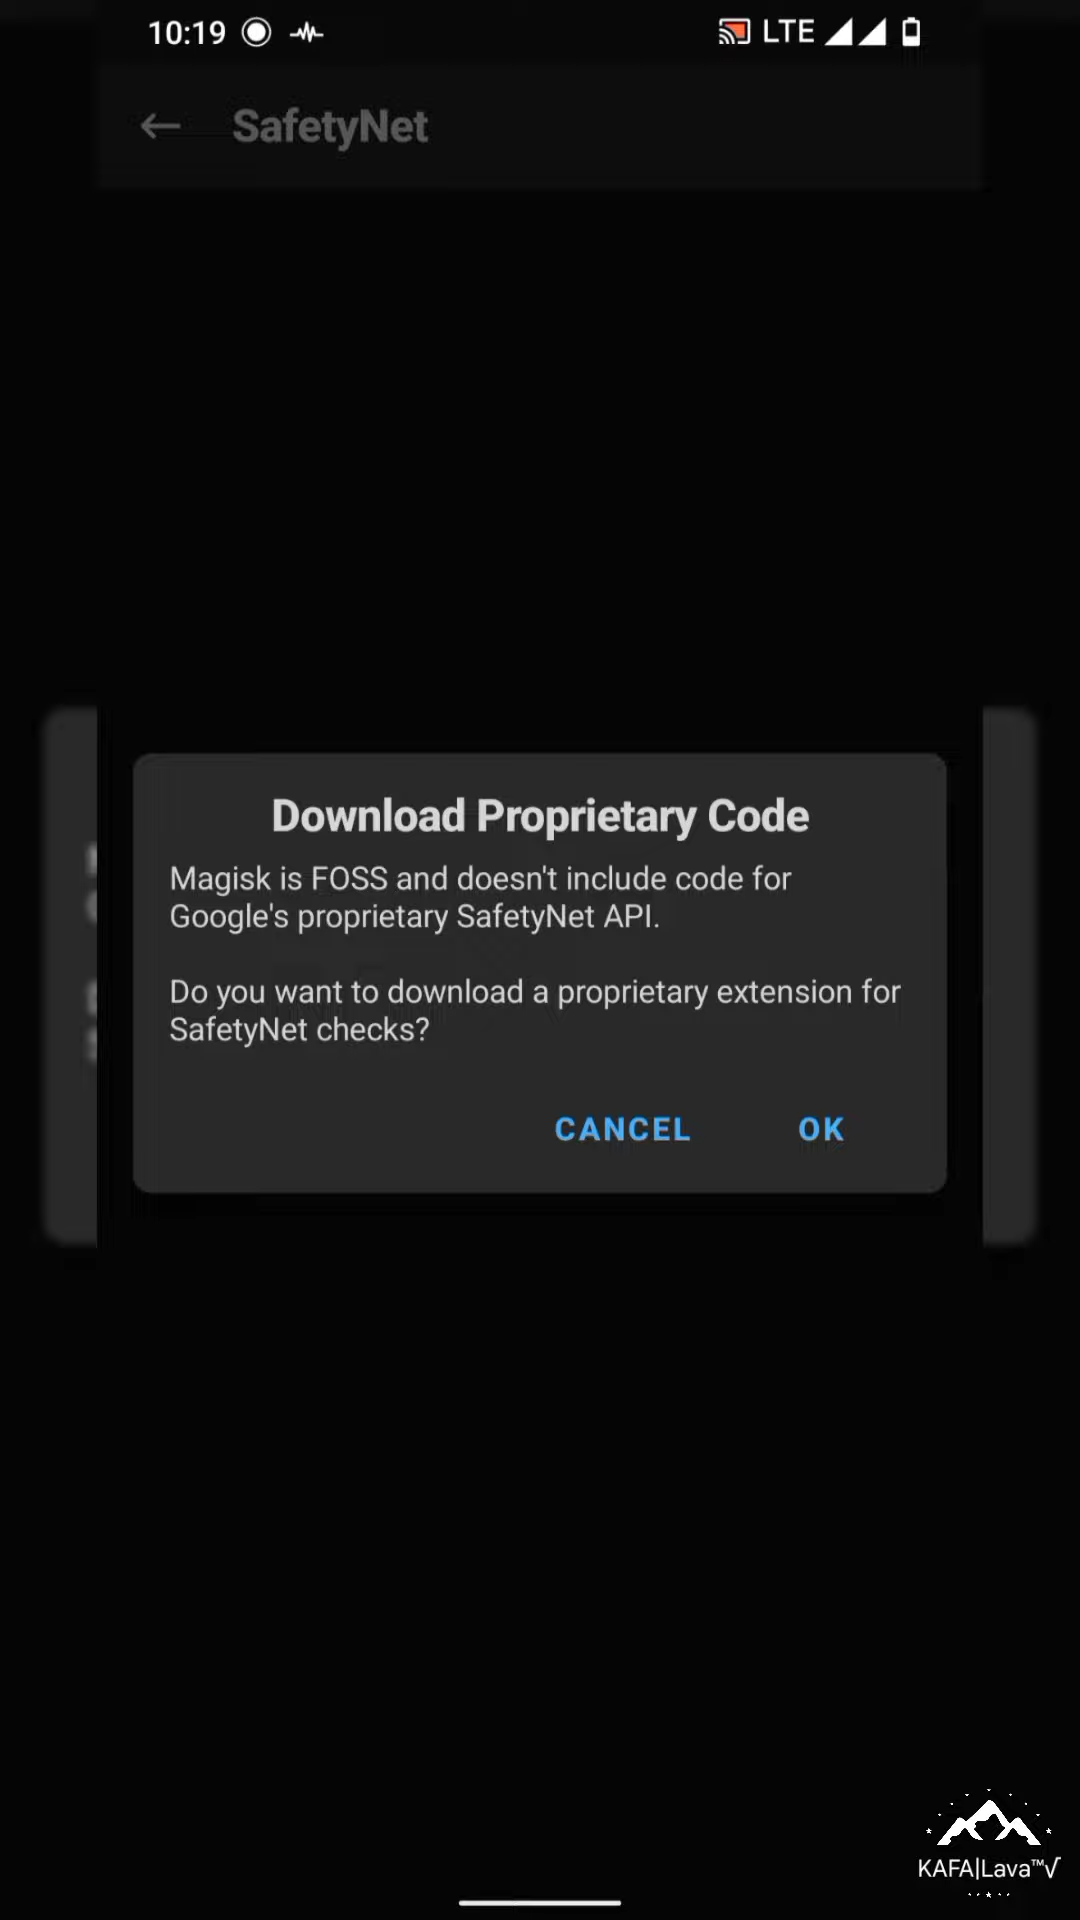 10:19 LTE
SafetyNet
Download Proprietary Code
Magisk is FOSS and doesn't include code for
Google's proprietary SafetyNet API.
Do you want to download a proprietary extension for
SafetyNet checks?
CANCEL OK
KAFA|Lava™√